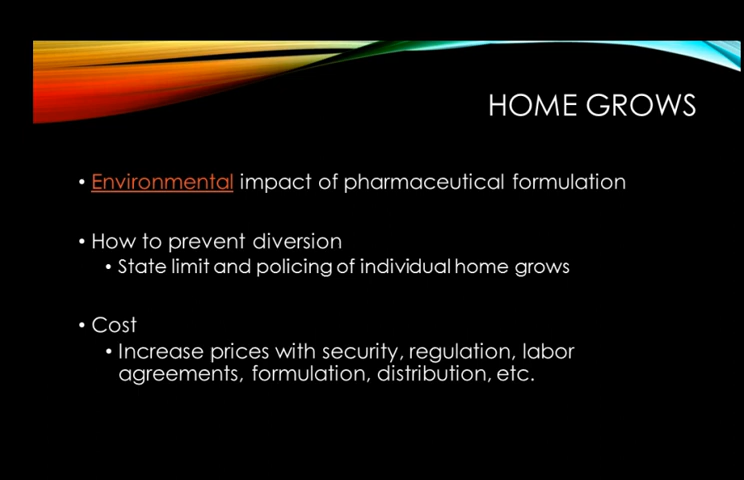 HOME GROWS
• Environmental impact of pharmaceutical formulation
• How to prevent diversion
• State limit and policing of individual home grows
• Cost
• Increase prices with security, regulation, labor
agreements, formulation, distribution, etc.